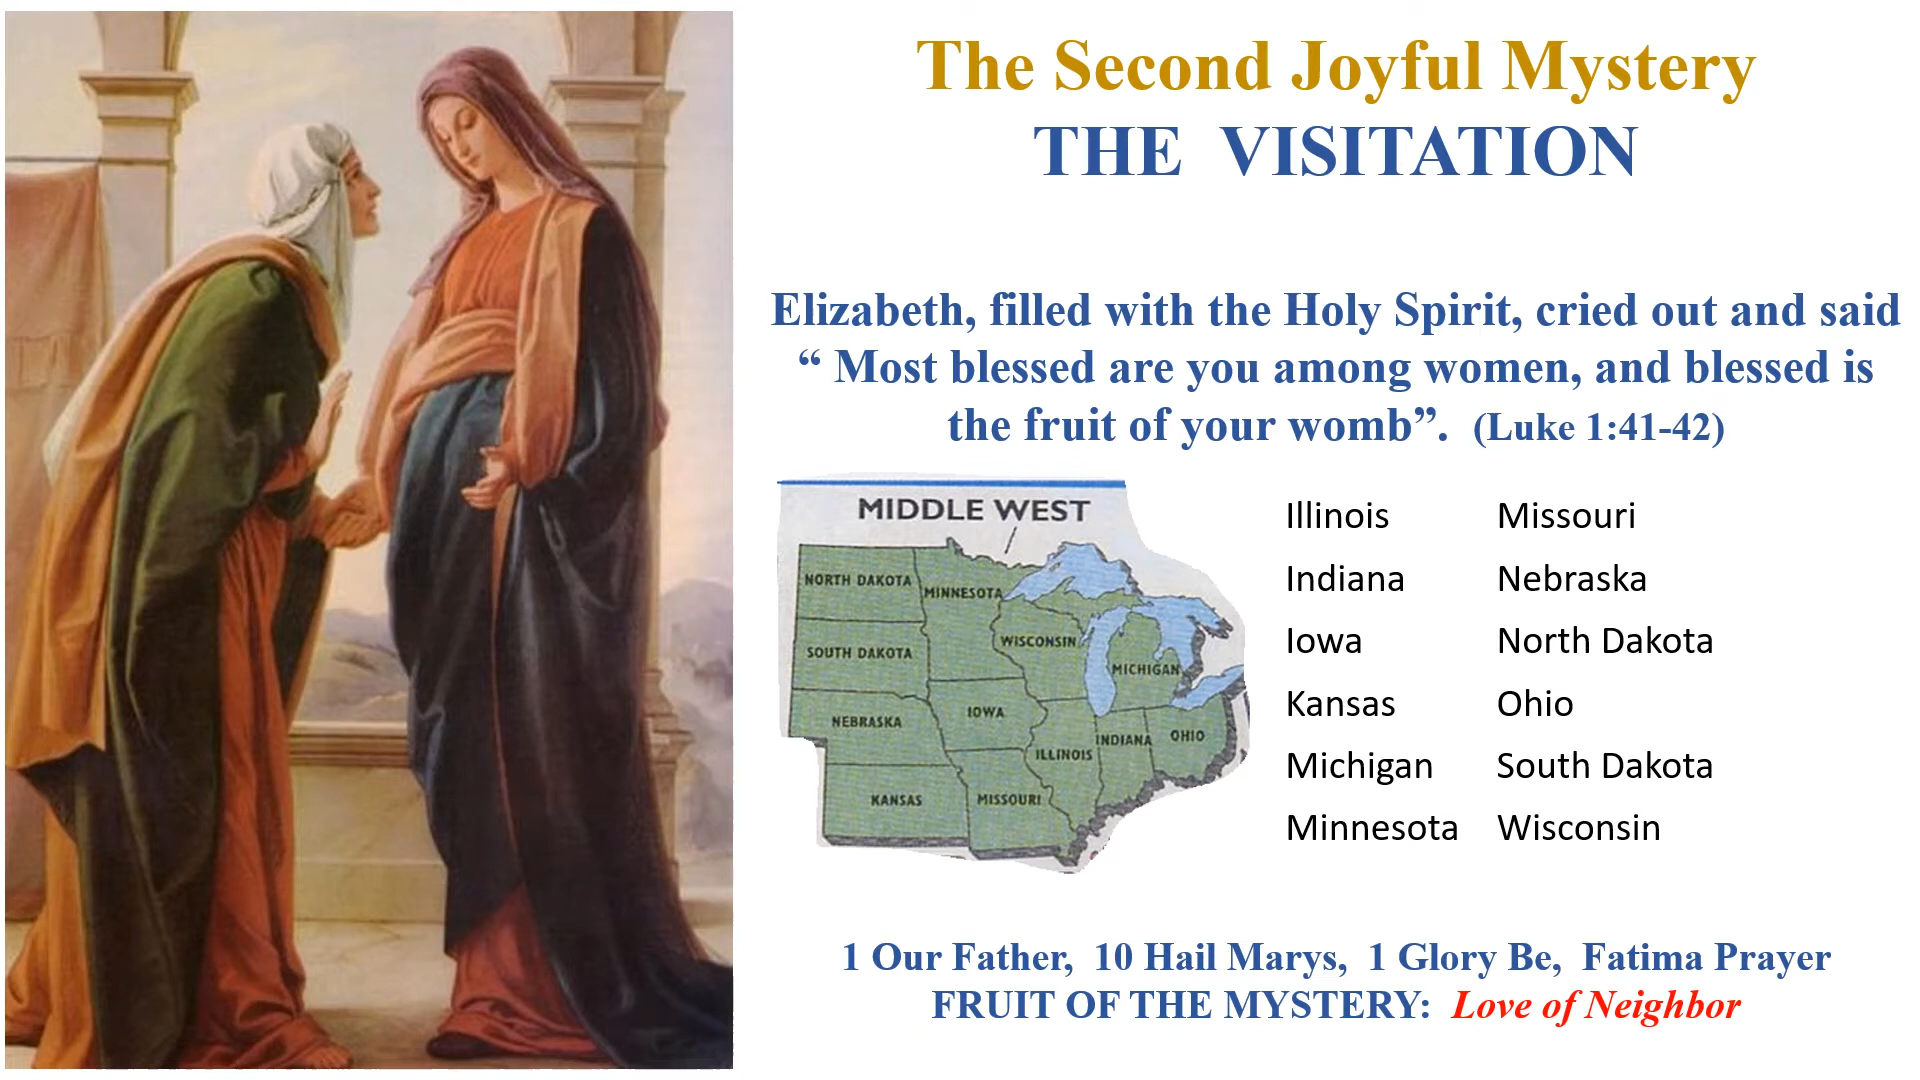 The Second Joyful Mystery
THE VISITATION
Elizabeth, filled with the Holy Spirit, cried out and said
“ Most blessed are you among women, and blessed is
the fruit of your womb”. (Luke 1:41-42)
MIDDLE WEST
NORTH DAKOTA
MINNESOTA
SOUTH DAKOTA
WISCONSIN
MICHIGAN
NEBRASKA
IOWA
ILLINOIS
INDIANA
OHIO
KANSAS
MISSOURI
Illinois
Indiana
Iowa
Kansas
Michigan
Minnesota
Missouri
Nebraska
North Dakota
Ohio
South Dakota
Wisconsin
1 Our Father, 10 Hail Marys, 1 Glory Be, Fatima Prayer
FRUIT OF THE MYSTERY: Love of Neighbor